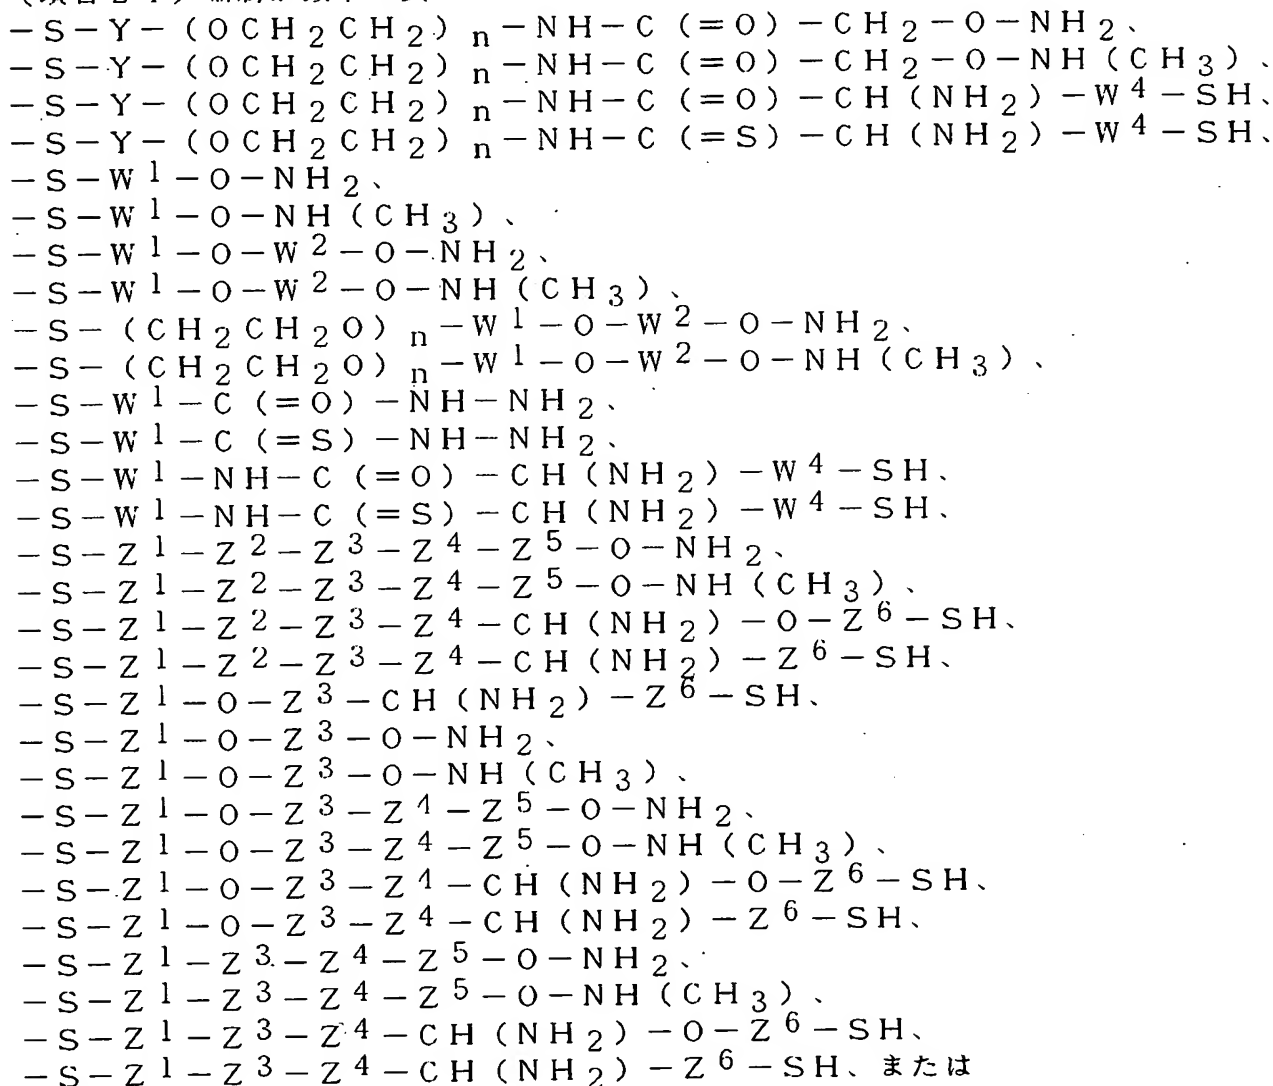 －S－Y－（OCH2CH2）n－NH－C（＝O）－CH2－O－NH2、
－S－Y－（OCH2CH2）n－NH－C（＝O）－CH2－O－NH（CH3）、
－S－Y－（OCH2CH2）n－NH－C（＝O）－CH（NH2）－W4－SH、
－S－Y－（OCH2CH2）n－NH－C（＝S）－CH（NH2）－W4－SH、
－S－W1－O－NH2、
－S－W1－O－NH（CH3）、
－S－W1－O－W2－O－NH2、
－S－W1－O－W2－O－NH（CH3）、
－S－（CH2CH2O）n－W1－O－W2－O－NH2、
－S－（CH2CH2O）n－W1－O－W2－O－NH（CH3）、
－S－W1－C（＝O）－NH－NH2、
－S－W1－C（＝S）－NH－NH2、
－S－W1－NH－C（＝O）－CH（NH2）－W4－SH、
－S－W1－NH－C（＝S）－CH（NH2）－W4－SH、
－S－Z1－Z2－Z3－Z4－Z5－O－NH2、
－S－Z1－Z2－Z3－Z4－Z5－O－NH（CH3）、
－S－Z1－Z2－Z3－Z4－CH（NH2）－O－Z6－SH、
－S－Z1－Z2－Z3－Z4－CH（NH2）－Z6－SH、
－S－Z1－O－Z3－CH（NH2）－Z6－SH、
－S－Z1－O－Z3－O－NH2、
－S－Z1－O－Z3－O－NH（CH3）、
－S－Z1－O－Z3－Z4－Z5－O－NH2、
－S－Z1－O－Z3－Z4－Z5－O－NH（CH3）、
－S－Z1－O－Z3－Z4－CH（NH2）－O－Z6－SH、
－S－Z1－O－Z3－Z4－CH（NH2）－Z6－SH、
－S－Z1－Z3－Z4－Z5－O－NH2、
－S－Z1－Z3－Z4－Z5－O－NH（CH3）、
－S－Z1－Z3－Z4－CH（NH2）－O－Z6－SH、
－S－Z1－Z3－Z4－CH（NH2）－Z6－SH、または